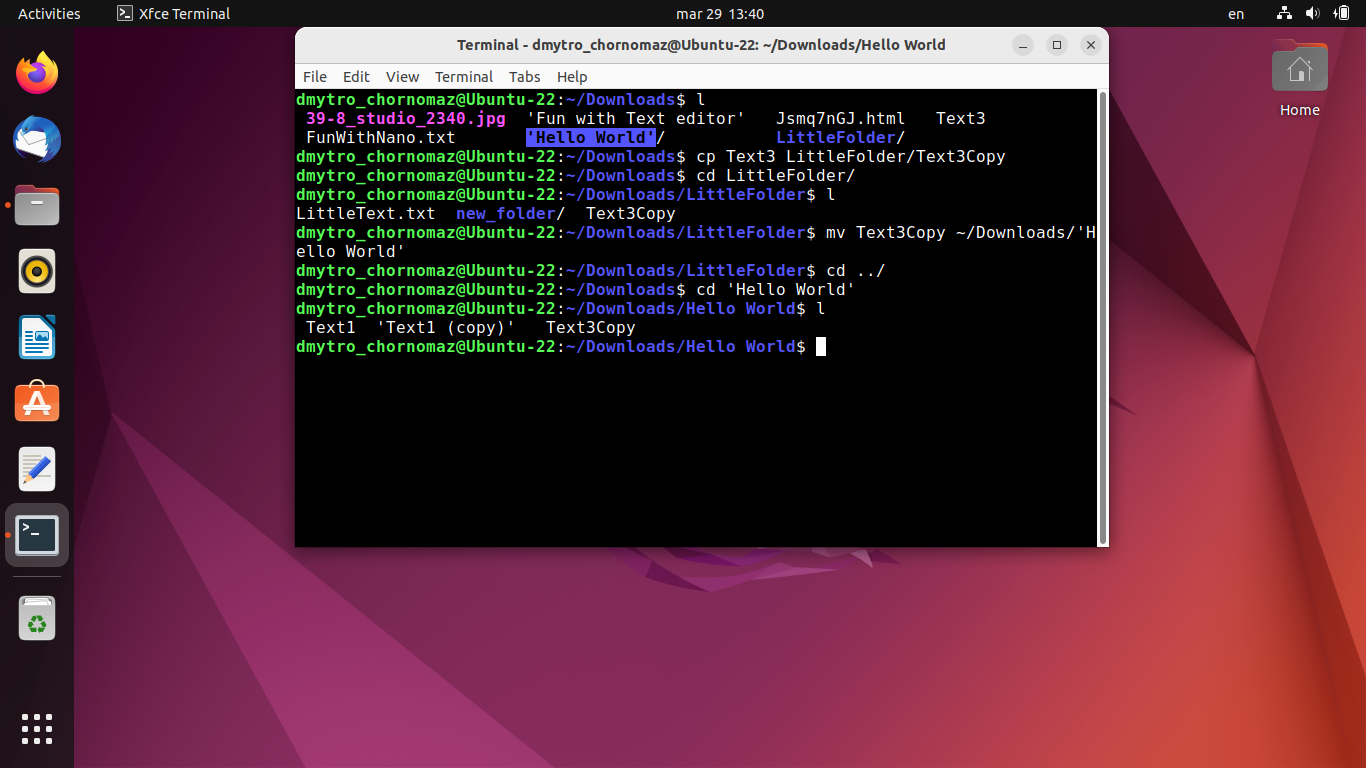 Activities Xfce Terminal mar 29 13:40 en
Terminal - dmytro_chornomaz@Ubuntu-22: ~/Downloads/Hello World
File Edit View Terminal Tabs Help
dmytro_chornomaz@Ubuntu-22:~/Downloads$ l
39-8_studio_2340.jpg 'Fun with Text editor' Jsmq7nGJ.html Text3
FunWithNano.txt 'Hello World'/ LittleFolder/
dmytro_chornomaz@Ubuntu-22:~/Downloads$ cp Text3 LittleFolder/Text3Copy
dmytro_chornomaz@Ubuntu-22:~/Downloads$ cd LittleFolder/
dmytro_chornomaz@Ubuntu-22:~/Downloads/LittleFolder$ l
LittleText.txt new_folder/ Text3Copy
dmytro_chornomaz@Ubuntu-22:~/Downloads/LittleFolder$ mv Text3Copy ~/Downloads/'H
ello World'
dmytro_chornomaz@Ubuntu-22:~/Downloads/LittleFolder$ cd ../
dmytro_chornomaz@Ubuntu-22:~/Downloads$ cd 'Hello World'
dmytro_chornomaz@Ubuntu-22:~/Downloads/Hello World$ l
Text1 'Text1 (copy)' Text3Copy
dmytro_chornomaz@Ubuntu-22:~/Downloads/Hello World$
Home